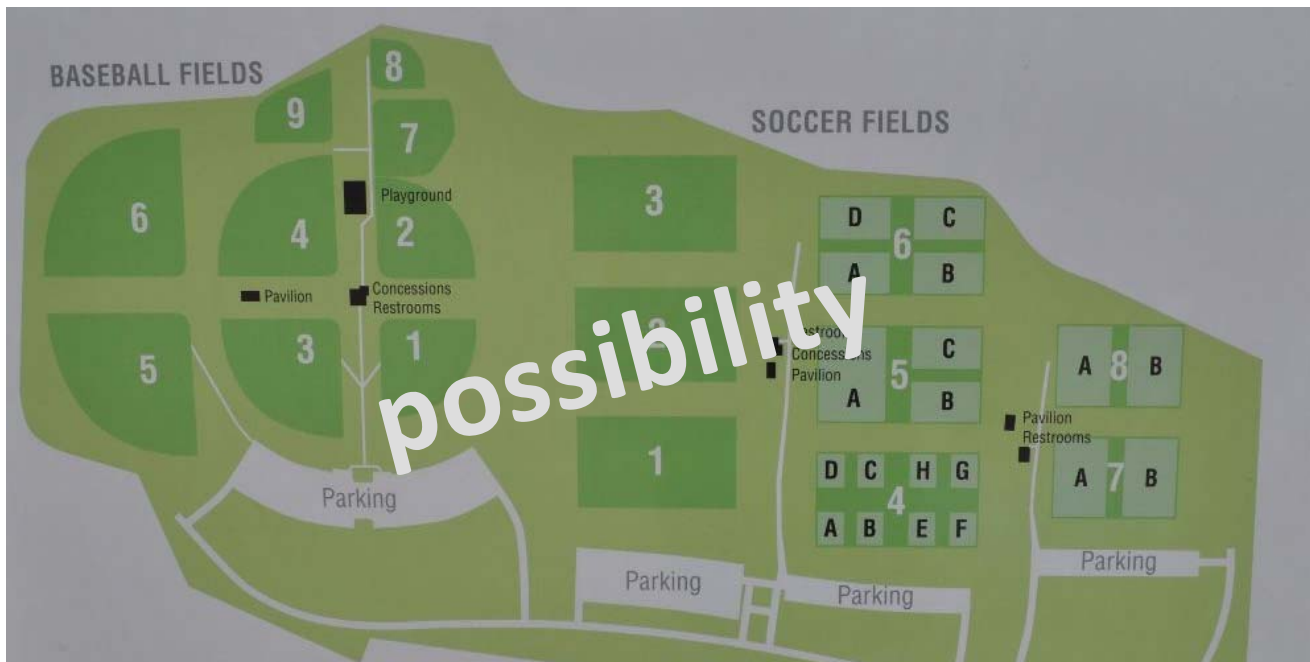 BASEBALL FIELDS
8
9
7
SOCCER FIELDS
3
Playground
6
4
2
D
C
6
A
B
Pavilion
Concessions
Restrooms
possibility
5
3
1
C
Concessions
Pavilion
5
A
B
A
8
B
Pavilion
Restrooms
1
D
C
H
G
4
A
B
E
F
A
7
B
Parking
Parking
Parking
Parking